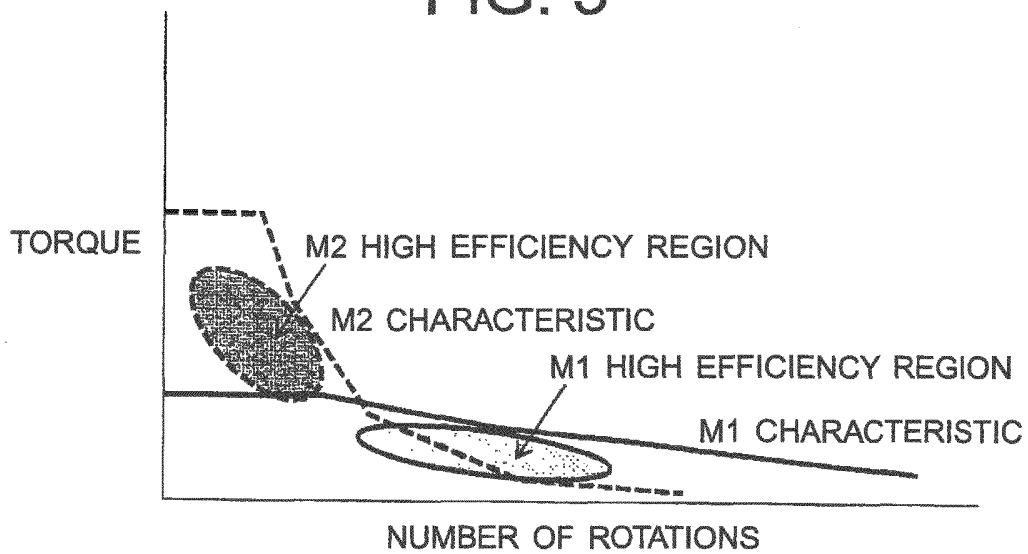 TORQUE
M2 HIGH EFFICIENCY REGION
M2 CHARACTERISTIC
M1 HIGH EFFICIENCY REGION
M1 CHARACTERISTIC
NUMBER OF ROTATIONS